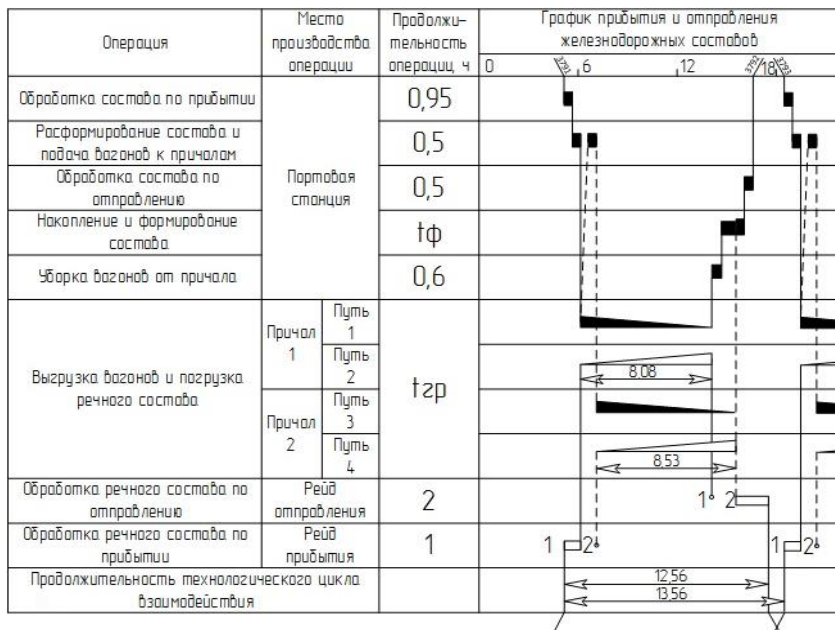 Операция
Место
производства
операции
Продолжи-
тельность
операции, ч
График прибытия и отправления
железнодорожных составов
0
3791
6
12
3792
18
3793
Обработка состава по прибытии
0,95
Расформирование состава и
подача вагонов к причалам
0,5
Обработка состава по
отправлению
0,5
Накопление и формирование
состава
tф
Уборка вагонов от причала
0,6
Портовая
станция
Выгрузка вагонов и погрузка
речного состава
Причал
1
Путь
1
Путь
2
Причал
2
Путь
3
Путь
4
tгр
8,08
8,53
Обработка речного состава по
отправлению
Рейд
отправления
2
1 2
Обработка речного состава по
прибытии
Рейд
прибытия
1
1 2
1 2
Продолжительность технологического цикла
взаимодействия
12,56
13,56